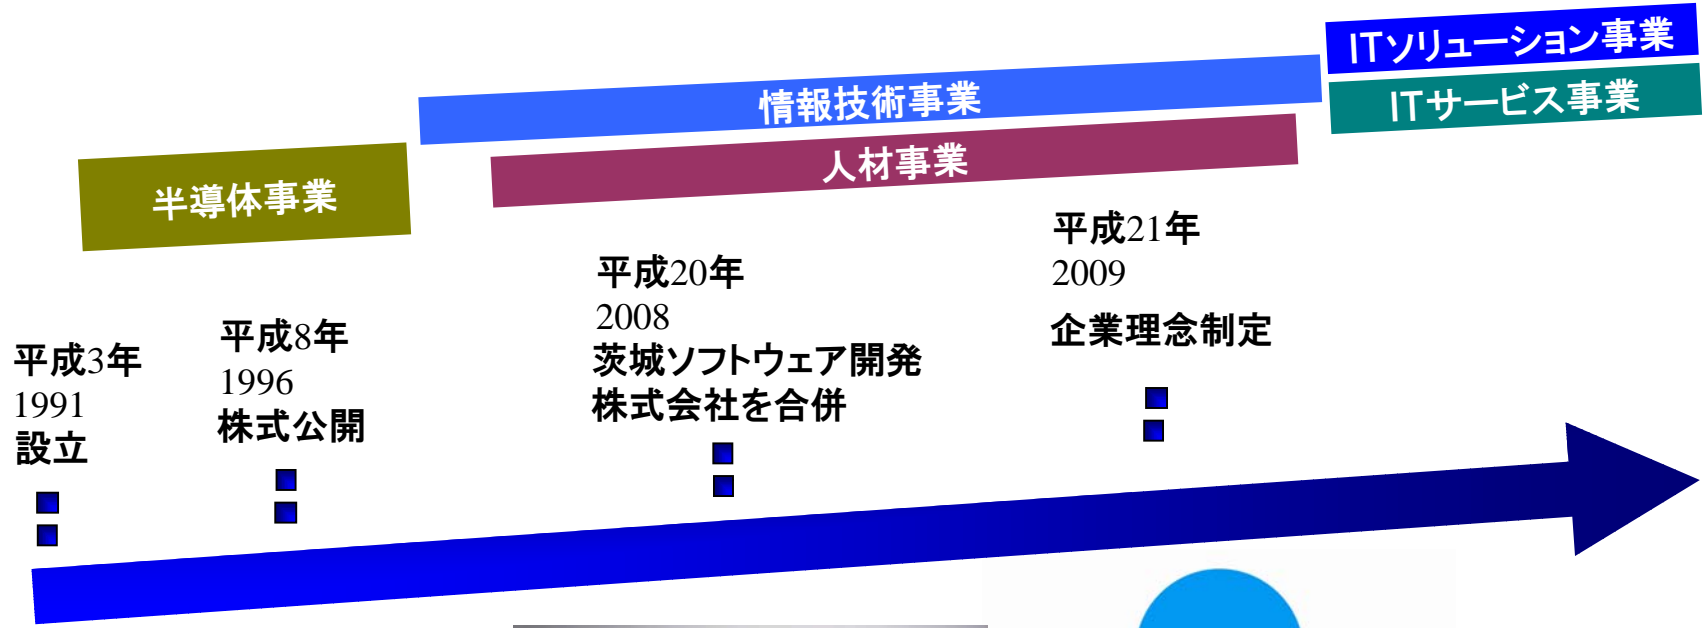 ITソリューション事業
ITサービス事業
情報技術事業
人材事業
半導体事業
平成3年
1991
設立
平成8年
1996
株式公開
平成20年
2008
茨城ソフトウェア開発
株式会社を合併
平成21年
2009
企業理念制定